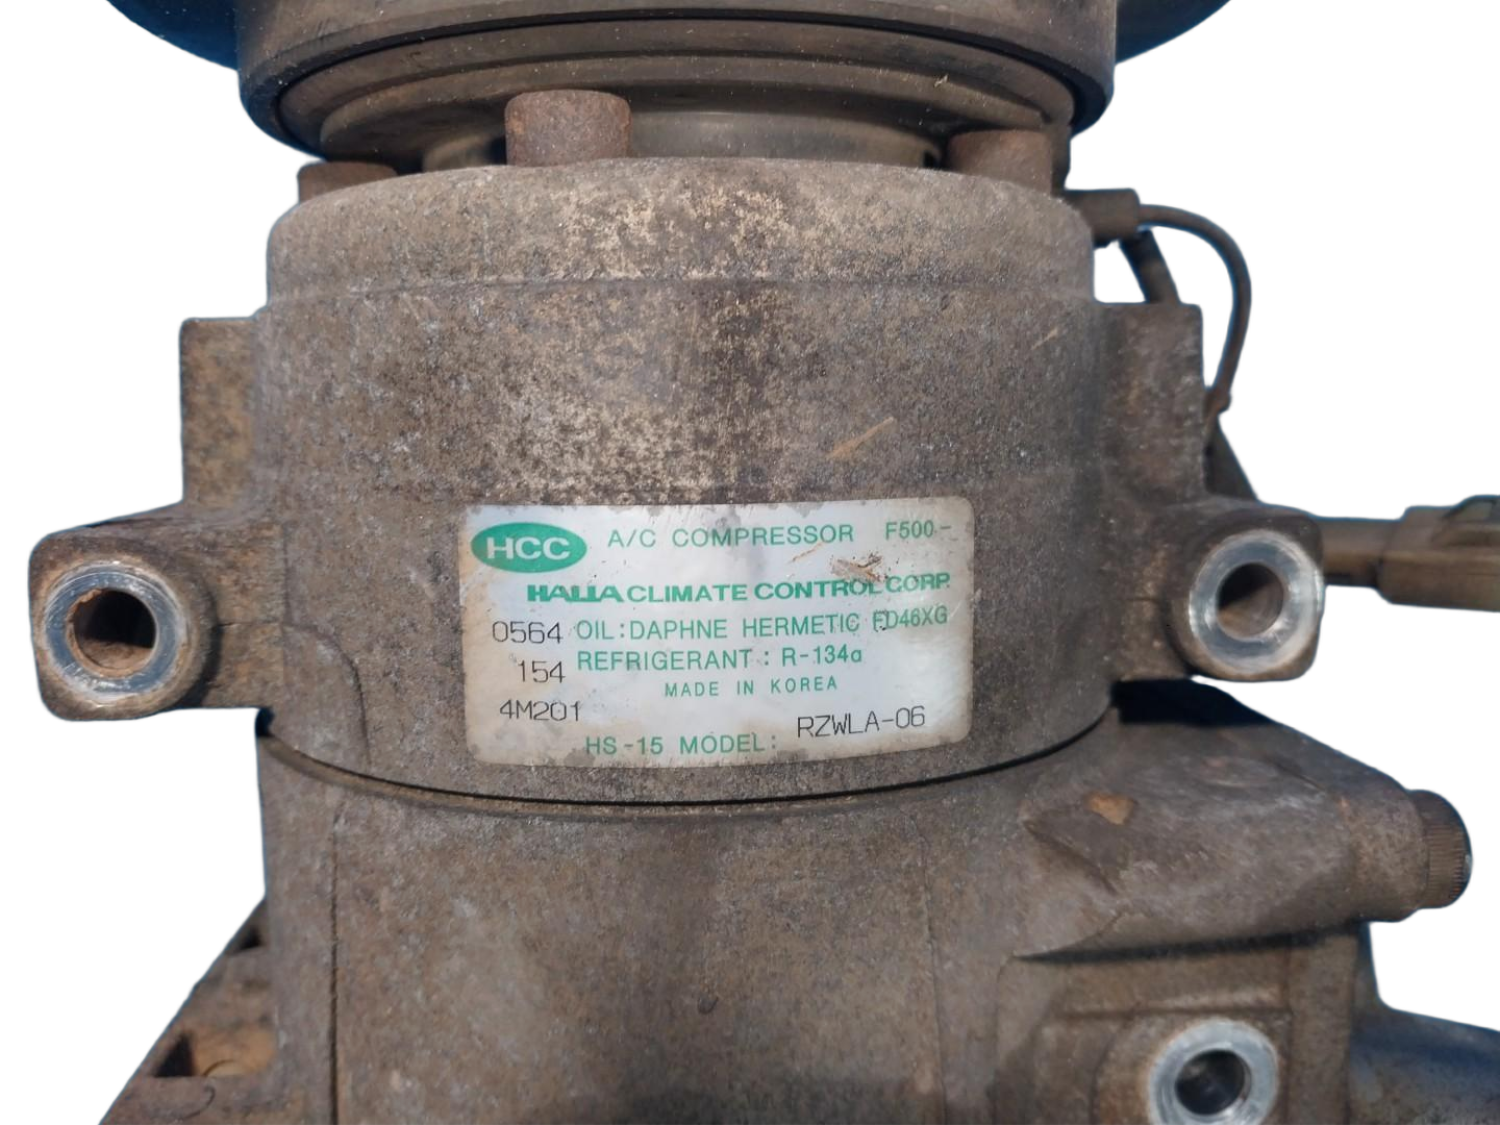 HCC A/C COMPRESSOR F500-
HALLA CLIMATE CONTROL CORP.
0564 OIL:DAPHNE HERMETIC FD46XG
154 REFRIGERANT: R-134a
MADE IN KOREA
4M201
HS-15 MODEL: RZWLA-06